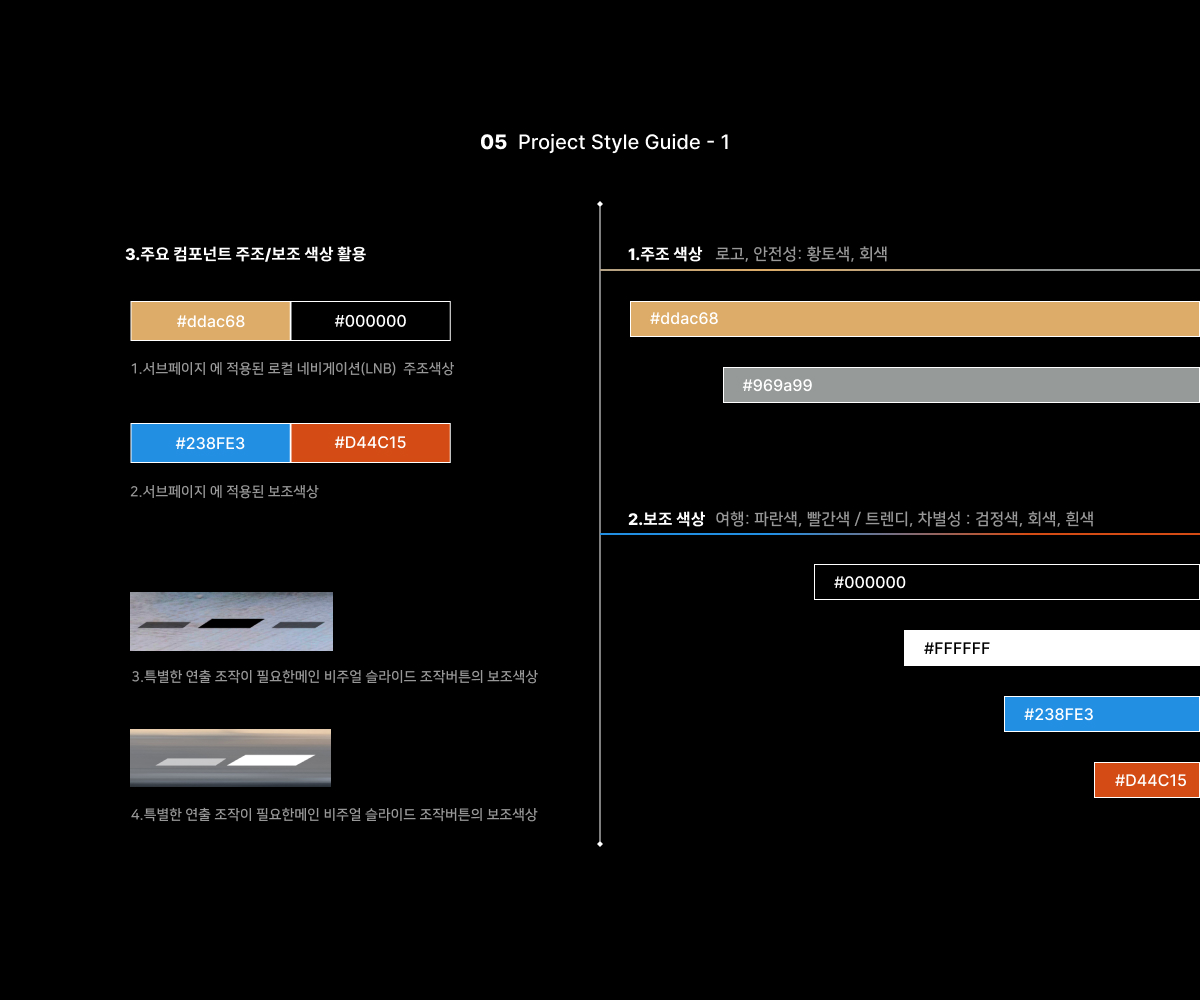 05 Project Style Guide - 1
3.주요 컴포넌트 주조/보조 색상 활용
#ddac68 #000000
1.서브페이지 에 적용된 로컬 네비게이션(LNB) 주조색상
#238FE3 #D44C15
2.서브페이지 에 적용된 보조색상
3.특별한 연출 조작이 필요한메인 비주얼 슬라이드 조작버튼의 보조색상
4.특별한 연출 조작이 필요한메인 비주얼 슬라이드 조작버튼의 보조색상
1.주조 색상 로고, 안전성: 황토색, 회색
#ddac68
#969a99
2.보조 색상 여행: 파란색, 빨간색 / 트렌디, 차별성 : 검정색, 회색, 흰색
#000000
#FFFFFF
#238FE3
#D44C15